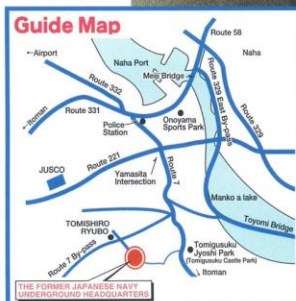 Guide Map
Route 58
←Airport
Naha Port
Naha
Meiji Bridge
Route 332
←Itoman
Route 331
Police
Station
Onoyama
Sports Park
Route 329 East By-pass
Route 329
JUSCO
Route 221
Yamasita
Intersection
Route 7
Manko a lake
Toyomi Bridge
TOMISHIRO
RYUBO
Route 7 By-pass
Tomigusuku
Jyoshi Park
(Tomigusuku Castle Park)
↓Itoman
THE FORMER JAPANESE NAVY
UNDERGROUND HEADQUARTERS